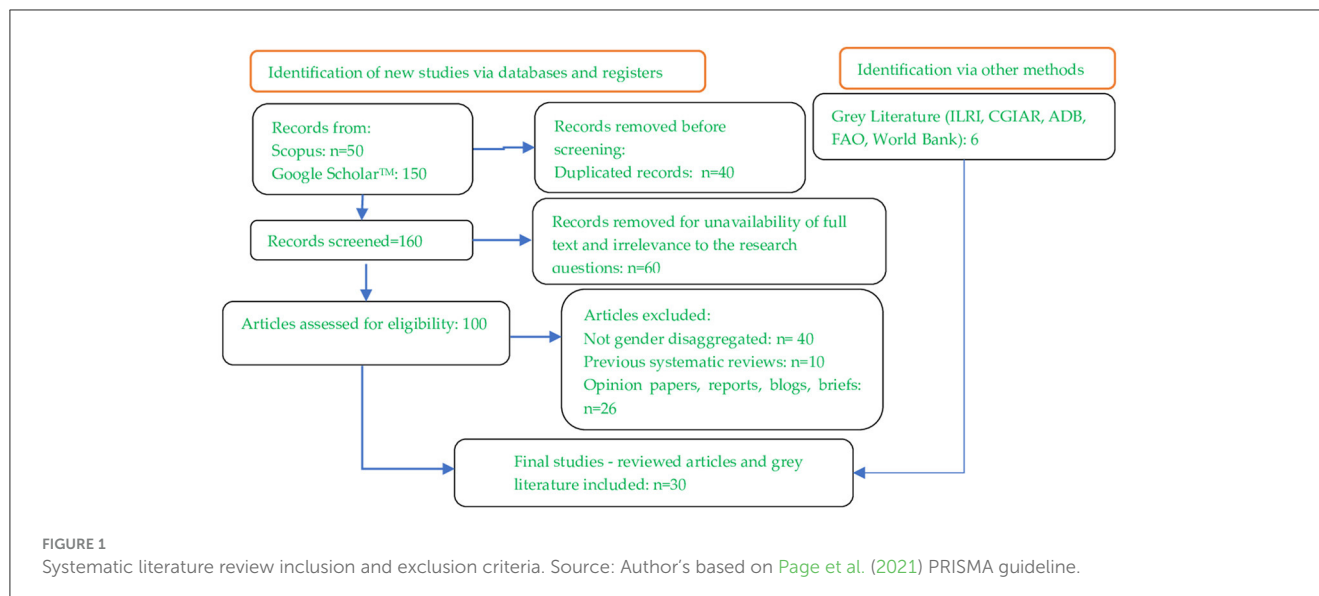 Identification of new studies via databases and registers
Identification via other methods
Records from:
Scopus: n=50
Google Scholar™: 150
Records removed before
screening:
Duplicated records: n=40
Grey Literature (ILRI, CGIAR, ADB,
FAO, World Bank): 6
Records screened=160
Records removed for unavailability of full
text and irrelevance to the research
questions: n=60
Articles assessed for eligibility: 100
Articles excluded:
Not gender disaggregated: n= 40
Previous systematic reviews: n=10
Opinion papers, reports, blogs, briefs:
n=26
Final studies - reviewed articles and grey
literature included: n=30
FIGURE 1
Systematic literature review inclusion and exclusion criteria. Source: Author's based on Page et al. (2021) PRISMA guideline.